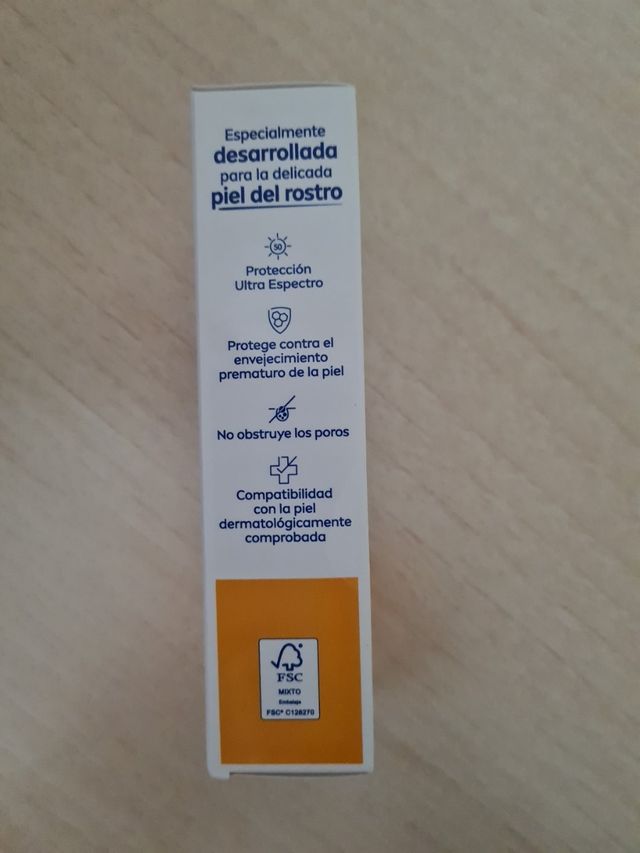 Especialmente
desarrollada
para la delicada
piel del rostro
50
Protección
Ultra Espectro
Protege contra el
envejecimiento
prematuro de la piel
No obstruye los poros
Compatibilidad
con la piel
dermatológicamente
comprobada
FSC
MIXTO
Embalaje
FSC® C128270